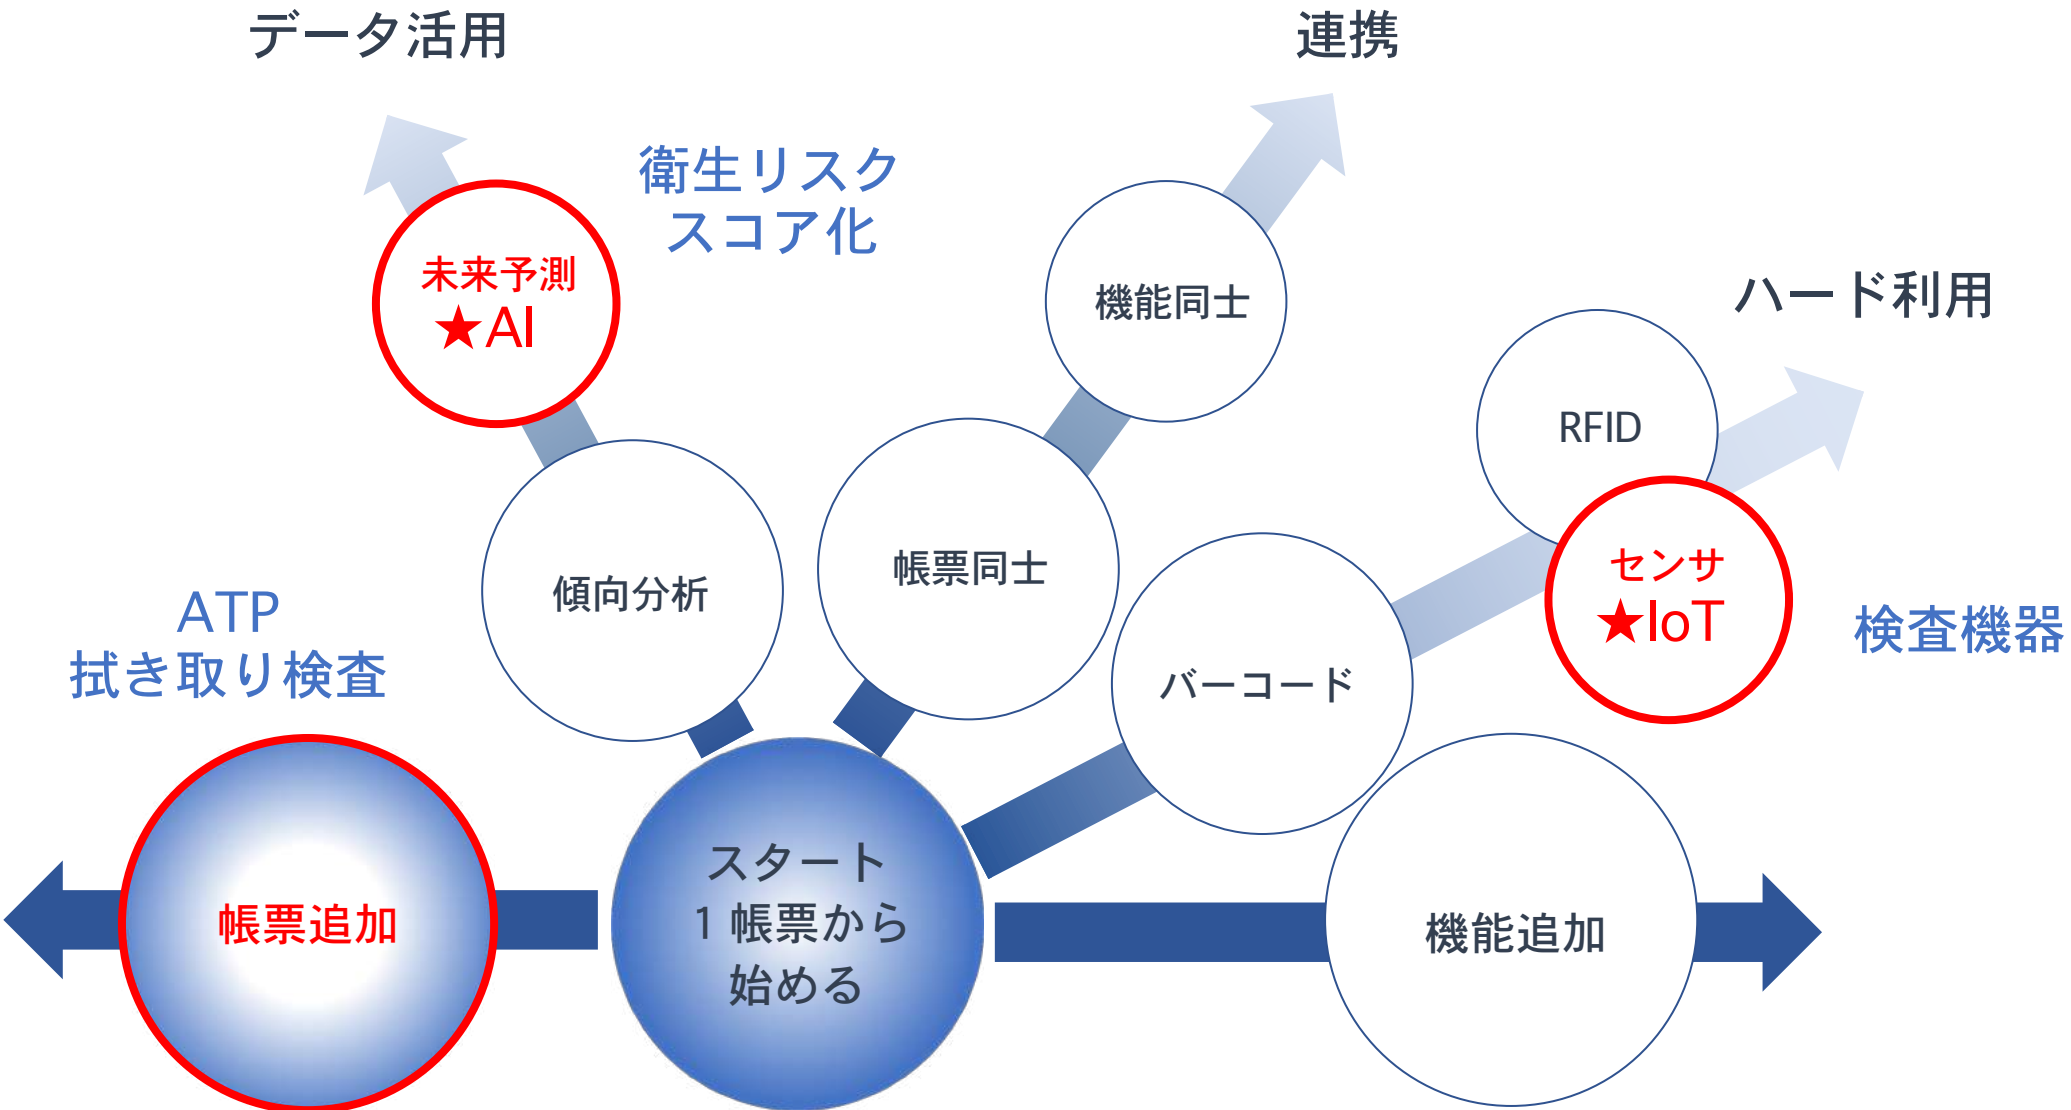 データ活用
連携
衛生リスク
スコア化
未来予測
★AI
機能同士
ハード利用
RFID
傾向分析
帳票同士
センサ
★IoT
検査機器
ATP
拭き取り検査
バーコード
帳票追加
スタート
1 帳票から
始める
機能追加